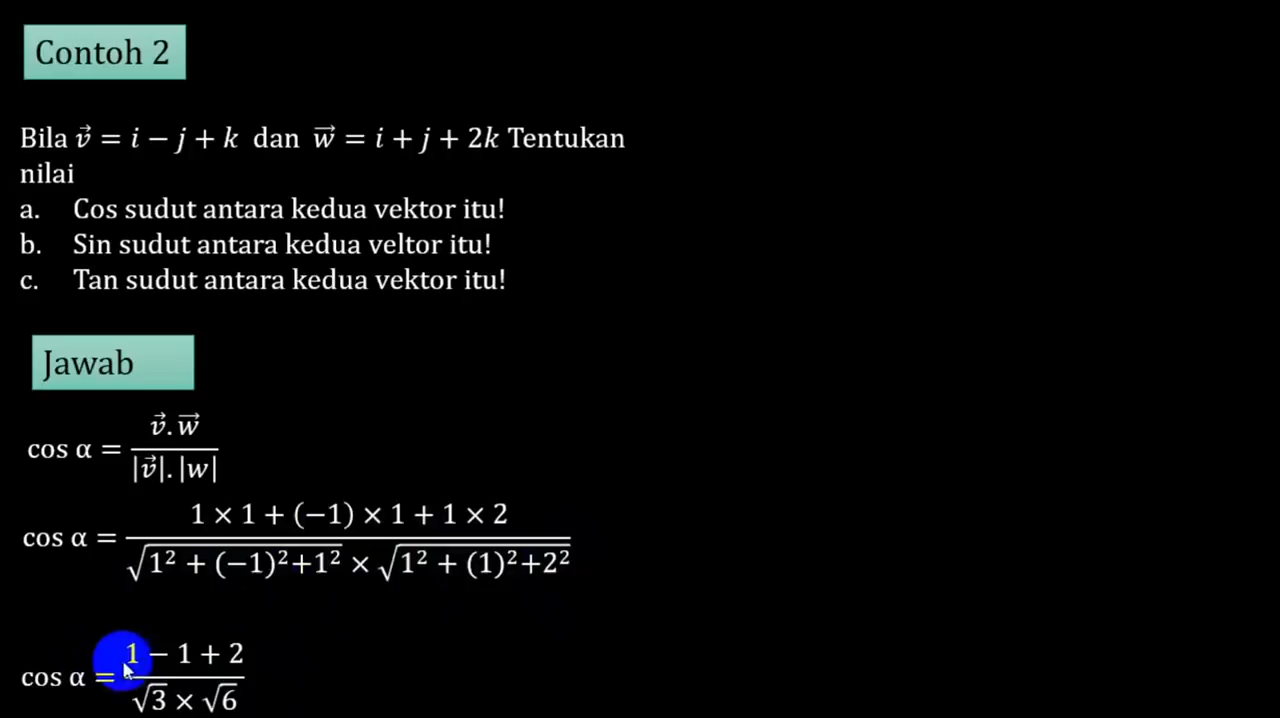 Contoh 2
Bila v⃗ = i − j + k dan w⃗ = i + j + 2k Tentukan
nilai
a. Cos sudut antara kedua vektor itu!
b. Sin sudut antara kedua veltor itu!
c. Tan sudut antara kedua vektor itu!
Jawab
cos α = v⃗.w⃗ / |v⃗|.|w|
cos α = 1 × 1 + (−1) × 1 + 1 × 2 / √(1² + (−1)²+1²) × √(1² + (1)²+2²)
cos α = 1 − 1 + 2 / √3 × √6